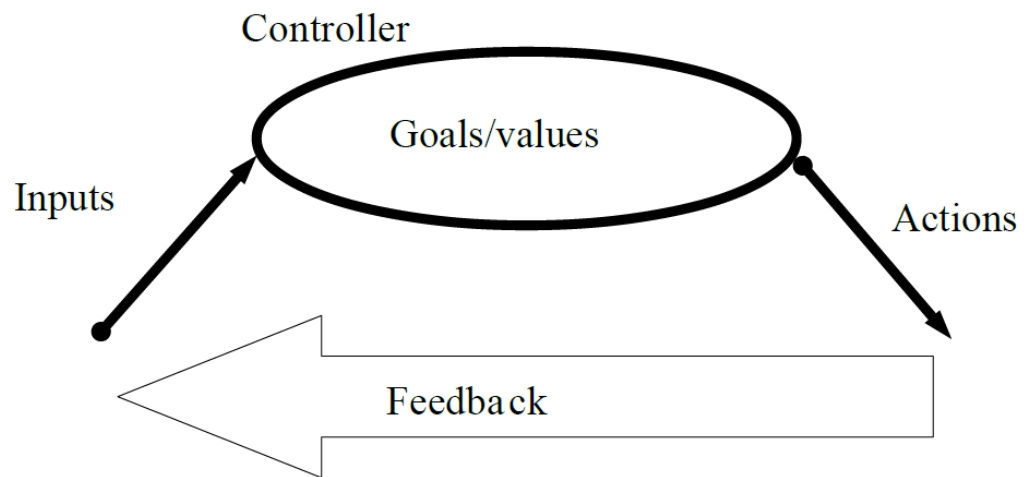 Controller
Goals/values
Inputs
Actions
Feedback